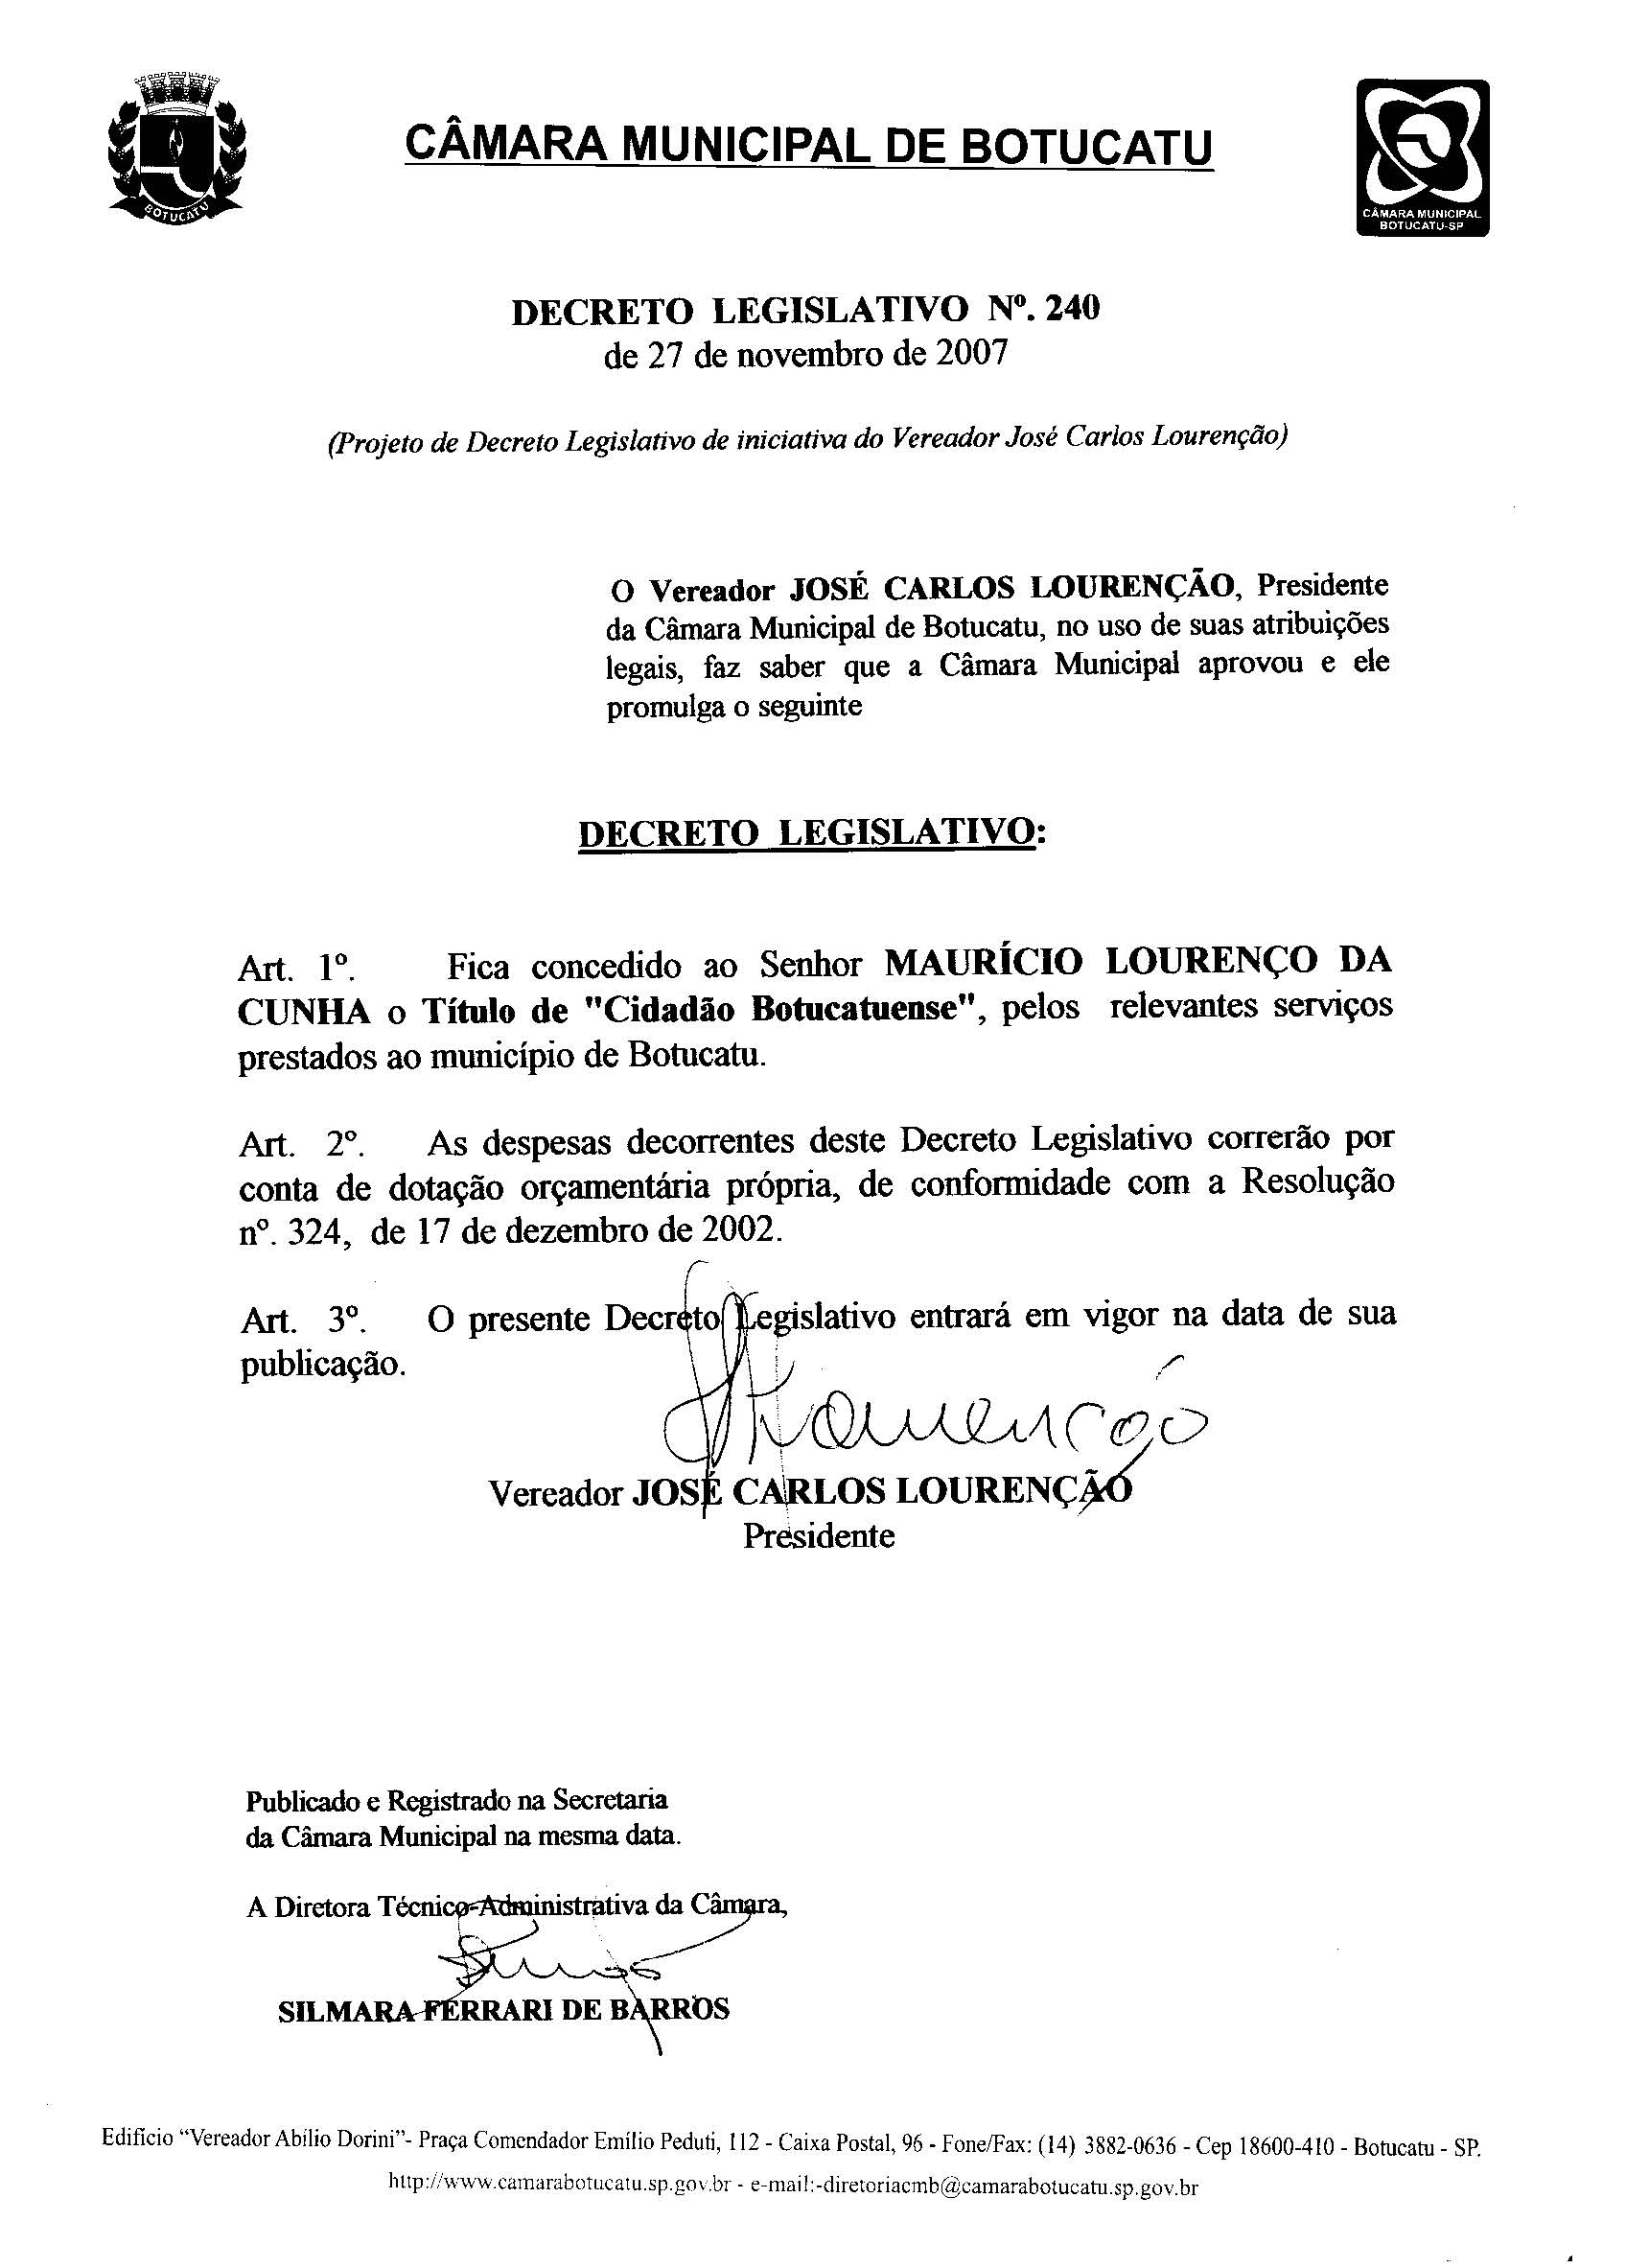 BOTUCATU
CÂMARA MUNICIPAL DE BOTUCATU
CÂMARA MUNICIPAL
BOTUCATU-SP
DECRETO LEGISLATIVO Nº. 240
de 27 de novembro de 2007
(Projeto de Decreto Legislativo de iniciativa do Vereador José Carlos Lourenção)
O Vereador JOSÉ CARLOS LOURENÇÃO, Presidente
da Câmara Municipal de Botucatu, no uso de suas atribuições
legais, faz saber que a Câmara Municipal aprovou e ele
promulga o seguinte
DECRETO LEGISLATIVO:
Art. 1º. Fica concedido ao Senhor MAURÍCIO LOURENÇO DA
CUNHA o Título de "Cidadão Botucatuense", pelos relevantes serviços
prestados ao município de Botucatu.
Art. 2º. As despesas decorrentes deste Decreto Legislativo correrão por
conta de dotação orçamentária própria, de conformidade com a Resolução
nº. 324, de 17 de dezembro de 2002.
Art. 3º. O presente Decreto Legislativo entrará em vigor na data de sua
publicação.
Vereador JOSÉ CARLOS LOURENÇÃO
Presidente
Publicado e Registrado na Secretaria
da Câmara Municipal na mesma data.
A Diretora Técnico-Administrativa da Câmara,
SILMARA FERRARI DE BARROS
Edifício “Vereador Abílio Dorini”- Praça Comendador Emílio Peduti, 112 - Caixa Postal, 96 - Fone/Fax: (14) 3882-0636 - Cep 18600-410 - Botucatu - SP.
http://www.camarabotucatu.sp.gov.br - e-mail:-diretoriacmb@camarabotucatu.sp.gov.br